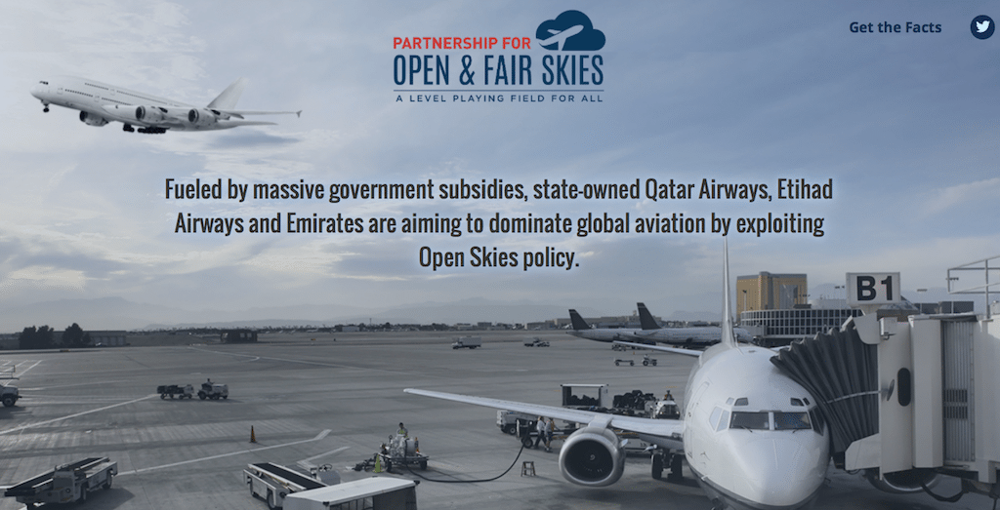 Get the Facts
PARTNERSHIP FOR
OPEN & FAIR SKIES
A LEVEL PLAYING FIELD FOR ALL
Fueled by massive government subsidies, state-owned Qatar Airways, Etihad
Airways and Emirates are aiming to dominate global aviation by exploiting
Open Skies policy.
B1